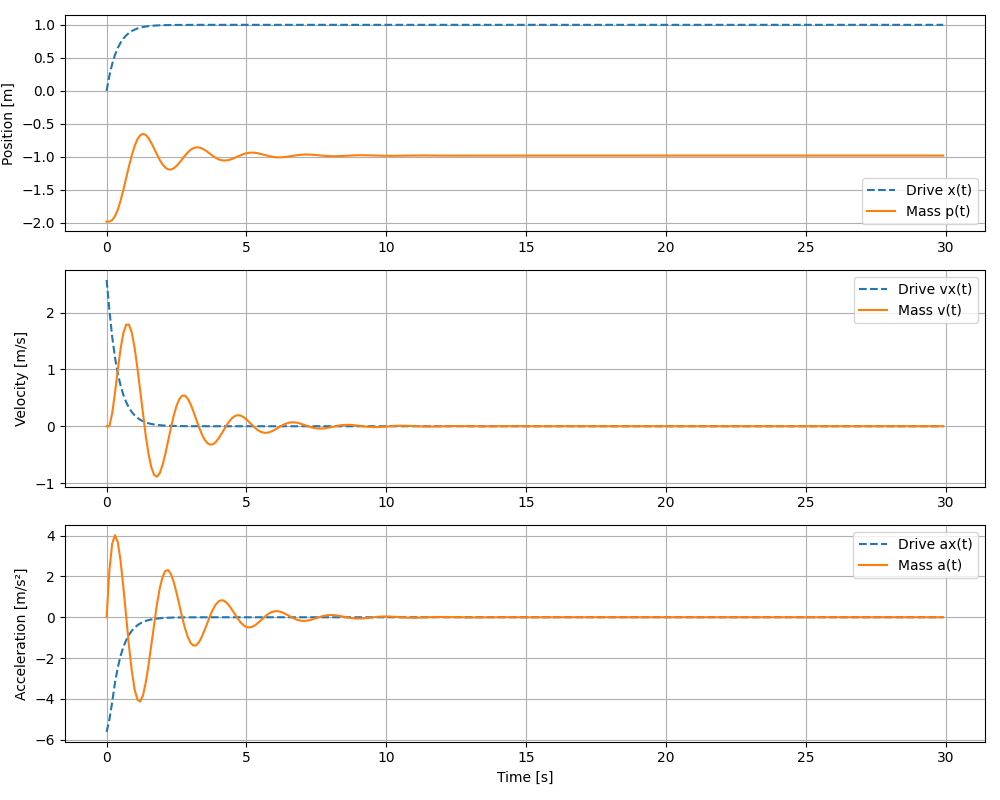 Position [m]
1.0
0.5
0.0
−0.5
−1.0
−1.5
−2.0
Drive x(t)
Mass p(t)
0 5 10 15 20 25 30
Velocity [m/s]
2
1
0
−1
Drive vx(t)
Mass v(t)
0 5 10 15 20 25 30
Acceleration [m/s²]
4
2
0
−2
−4
−6
Drive ax(t)
Mass a(t)
0 5 10 15 20 25 30
Time [s]